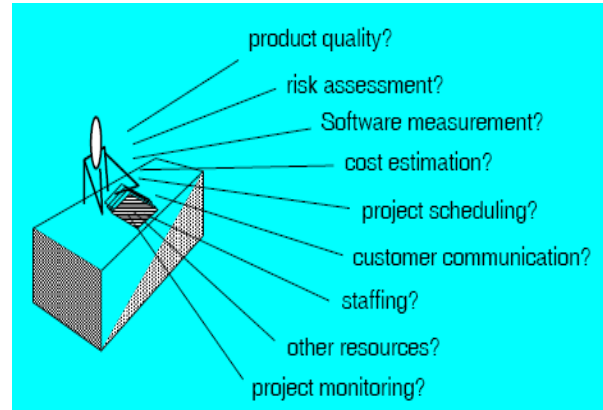 product quality?
risk assessment?
Software measurement?
cost estimation?
project scheduling?
customer communication?
staffing?
other resources?
project monitoring?